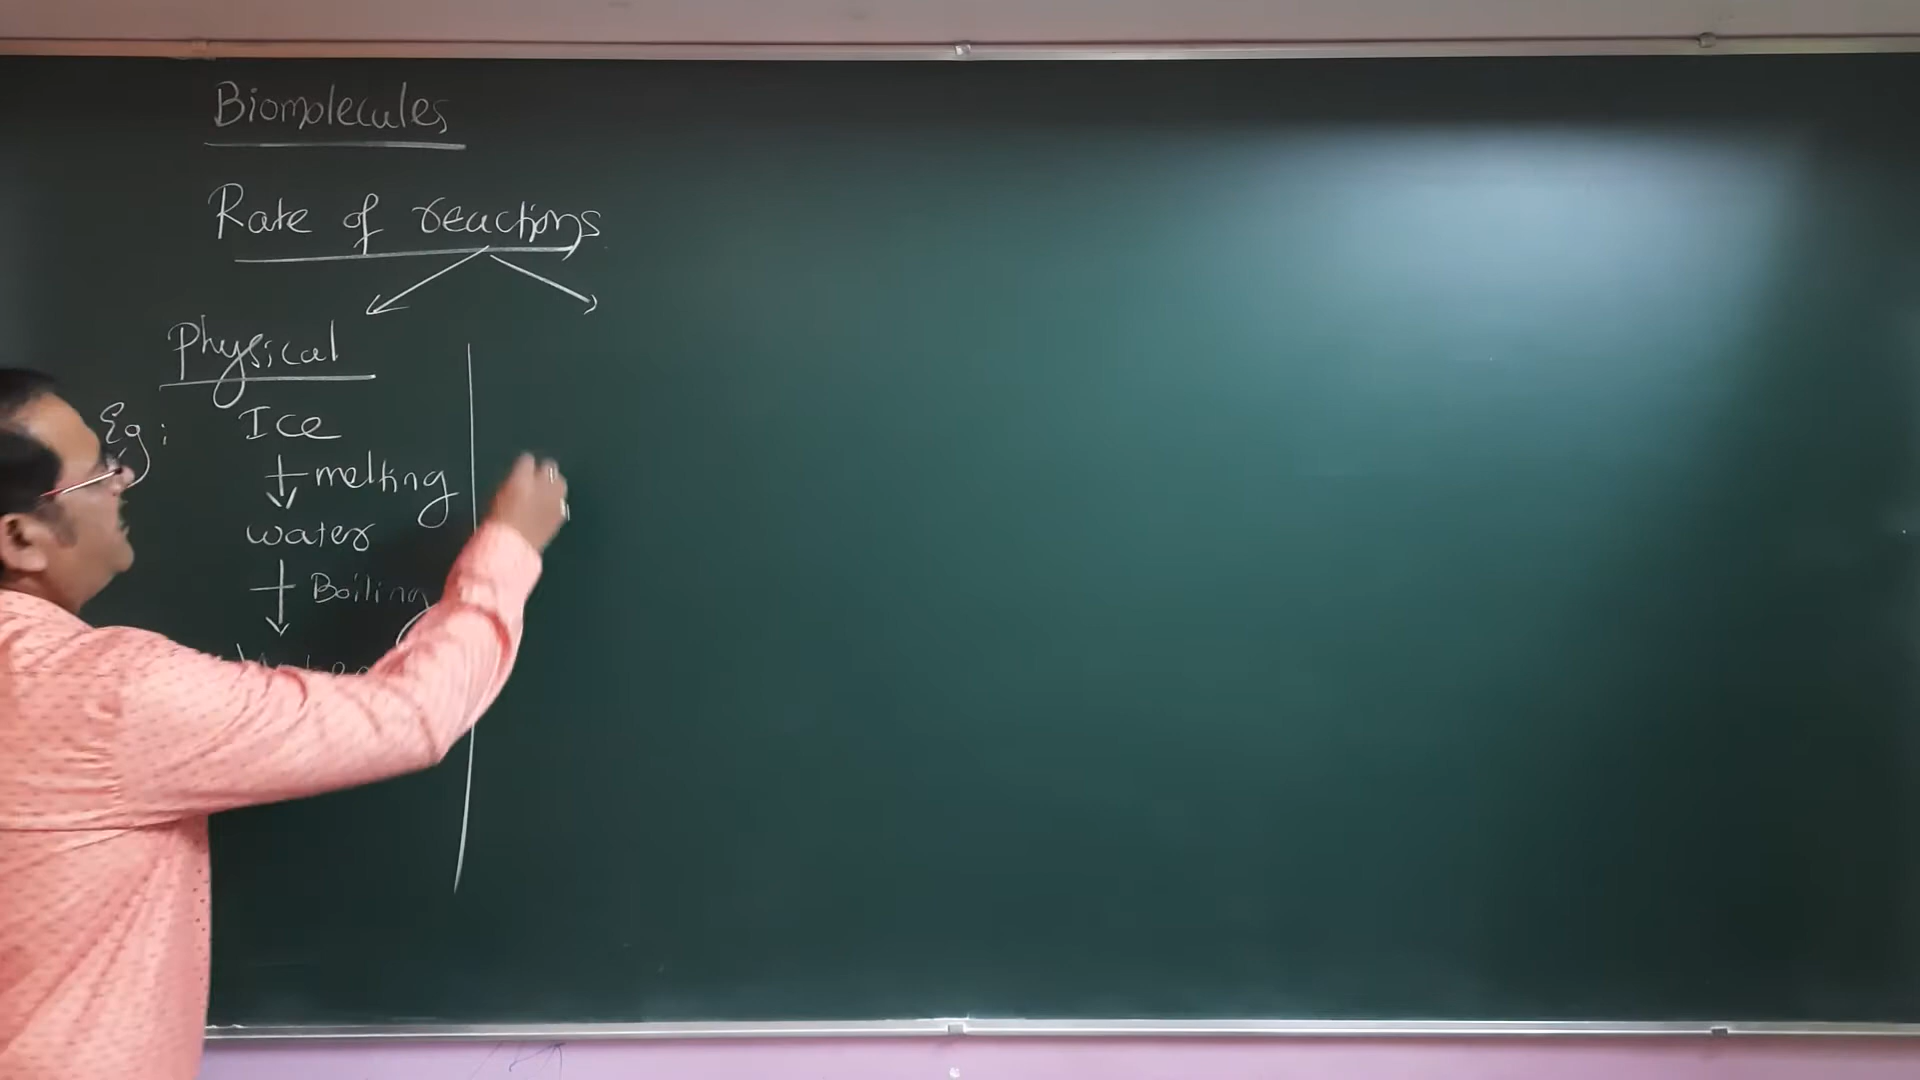 Biomolecules
Rate of reactions
Physical
Eg: Ice
melting
water
Boiling